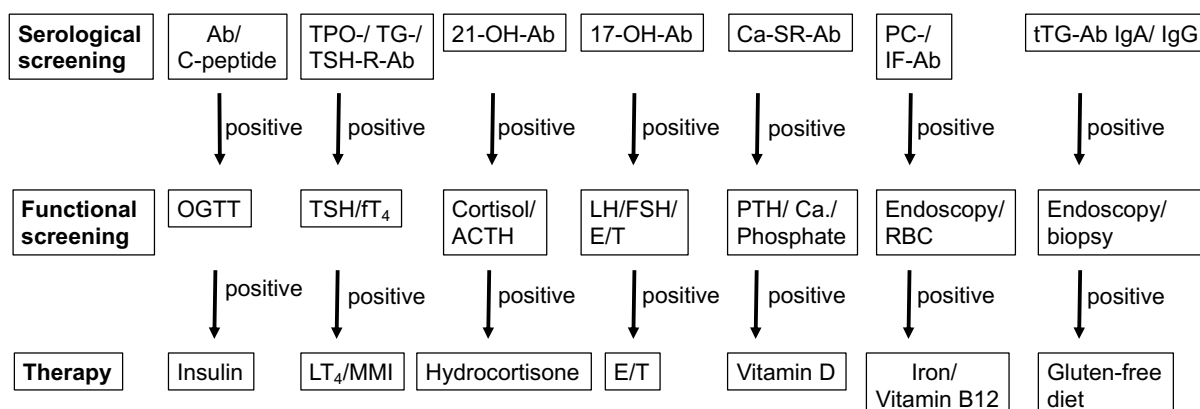 Serological
screening
Ab/
C-peptide
TPO-/ TG-/
TSH-R-Ab
21-OH-Ab
17-OH-Ab
Ca-SR-Ab
PC-/
IF-Ab
tTG-Ab IgA/ IgG
positive
positive
positive
positive
positive
positive
positive
Functional
screening
OGTT
TSH/fT₄
Cortisol/
ACTH
LH/FSH/
E/T
PTH/ Ca./
Phosphate
Endoscopy/
RBC
Endoscopy/
biopsy
positive
positive
positive
positive
positive
positive
positive
Therapy
Insulin
LT₄/MMI
Hydrocortisone
E/T
Vitamin D
Iron/
Vitamin B12
Gluten-free
diet